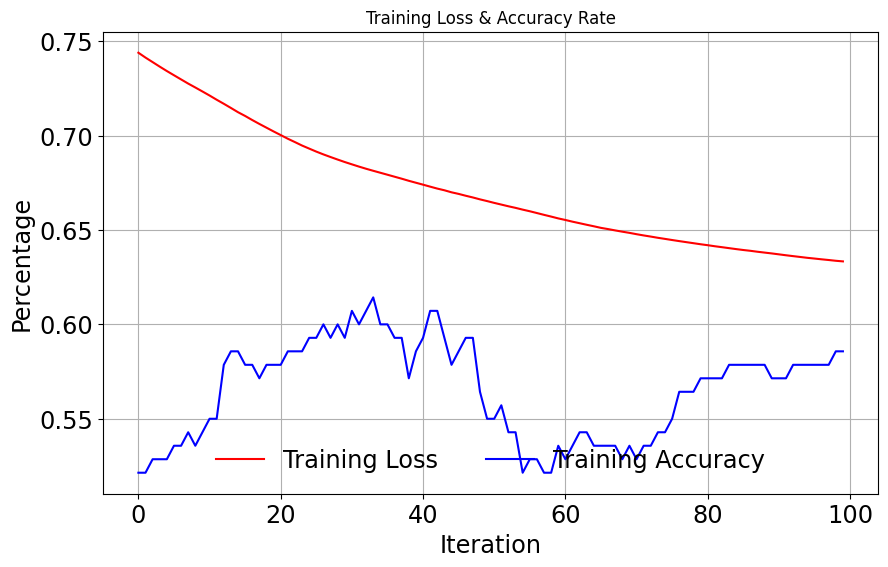 Training Loss & Accuracy Rate
0.75
0.70
0.65
0.60
0.55
Percentage
Training Loss Training Accuracy
0 20 40 60 80 100
Iteration